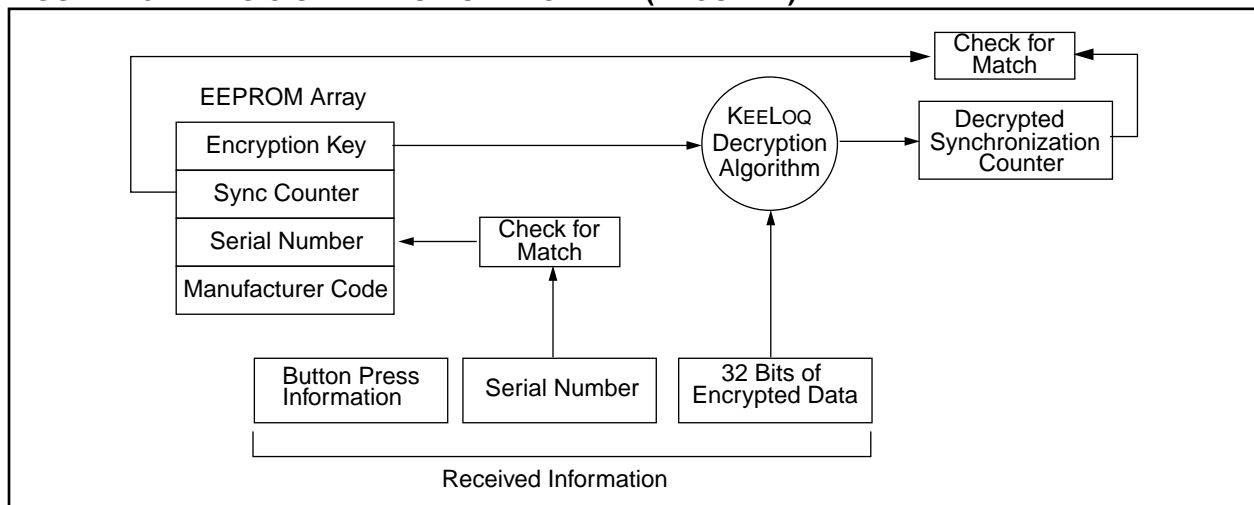 Check for
Match
EEPROM Array
KEELOQ
Decryption
Algorithm
Decrypted
Synchronization
Counter
Encryption Key
Sync Counter
Serial Number
Manufacturer Code
Check for
Match
Button Press
Information
Serial Number
32 Bits of
Encrypted Data
Received Information